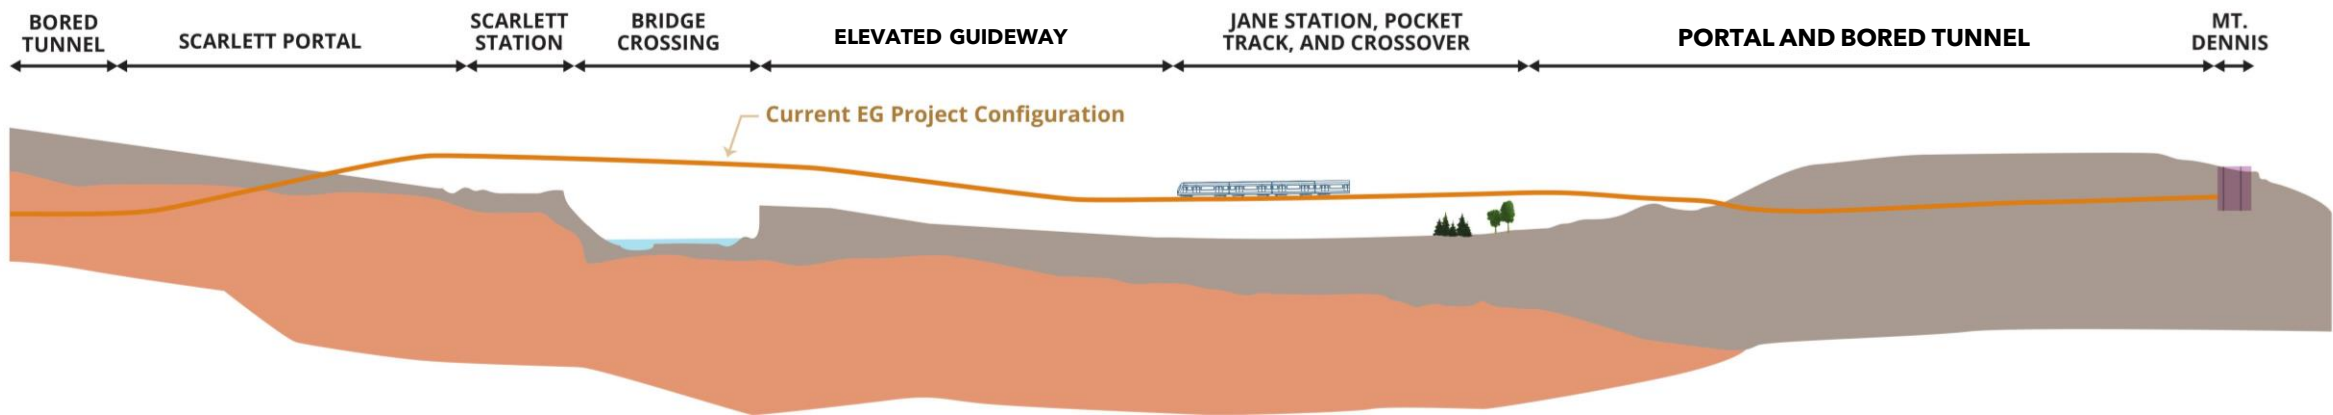 BORED
TUNNEL
SCARLETT PORTAL
SCARLETT
STATION
BRIDGE
CROSSING
ELEVATED GUIDEWAY
JANE STATION, POCKET
TRACK, AND CROSSOVER
PORTAL AND BORED TUNNEL
MT.
DENNIS
Current EG Project Configuration